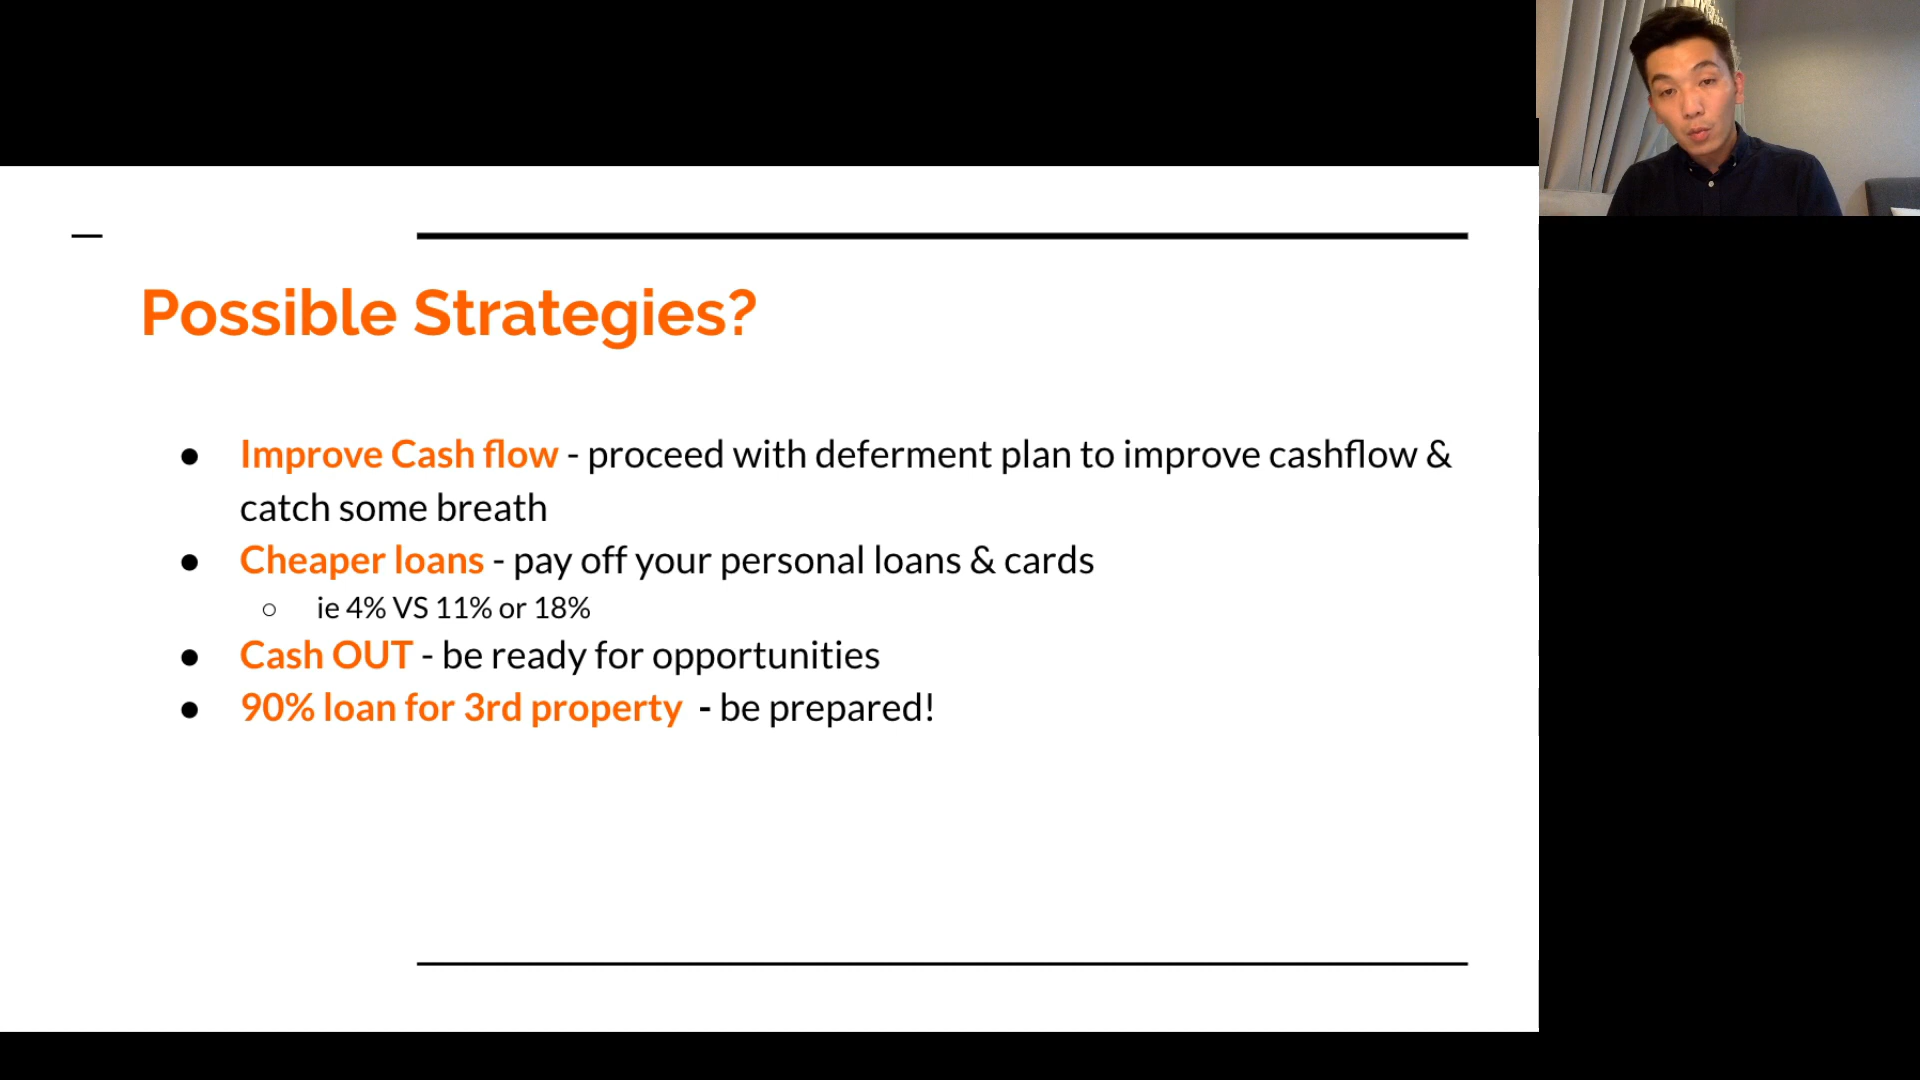 Possible Strategies?
● Improve Cash flow - proceed with deferment plan to improve cashflow &
catch some breath
● Cheaper loans - pay off your personal loans & cards
○ ie 4% VS 11% or 18%
● Cash OUT - be ready for opportunities
● 90% loan for 3rd property - be prepared!